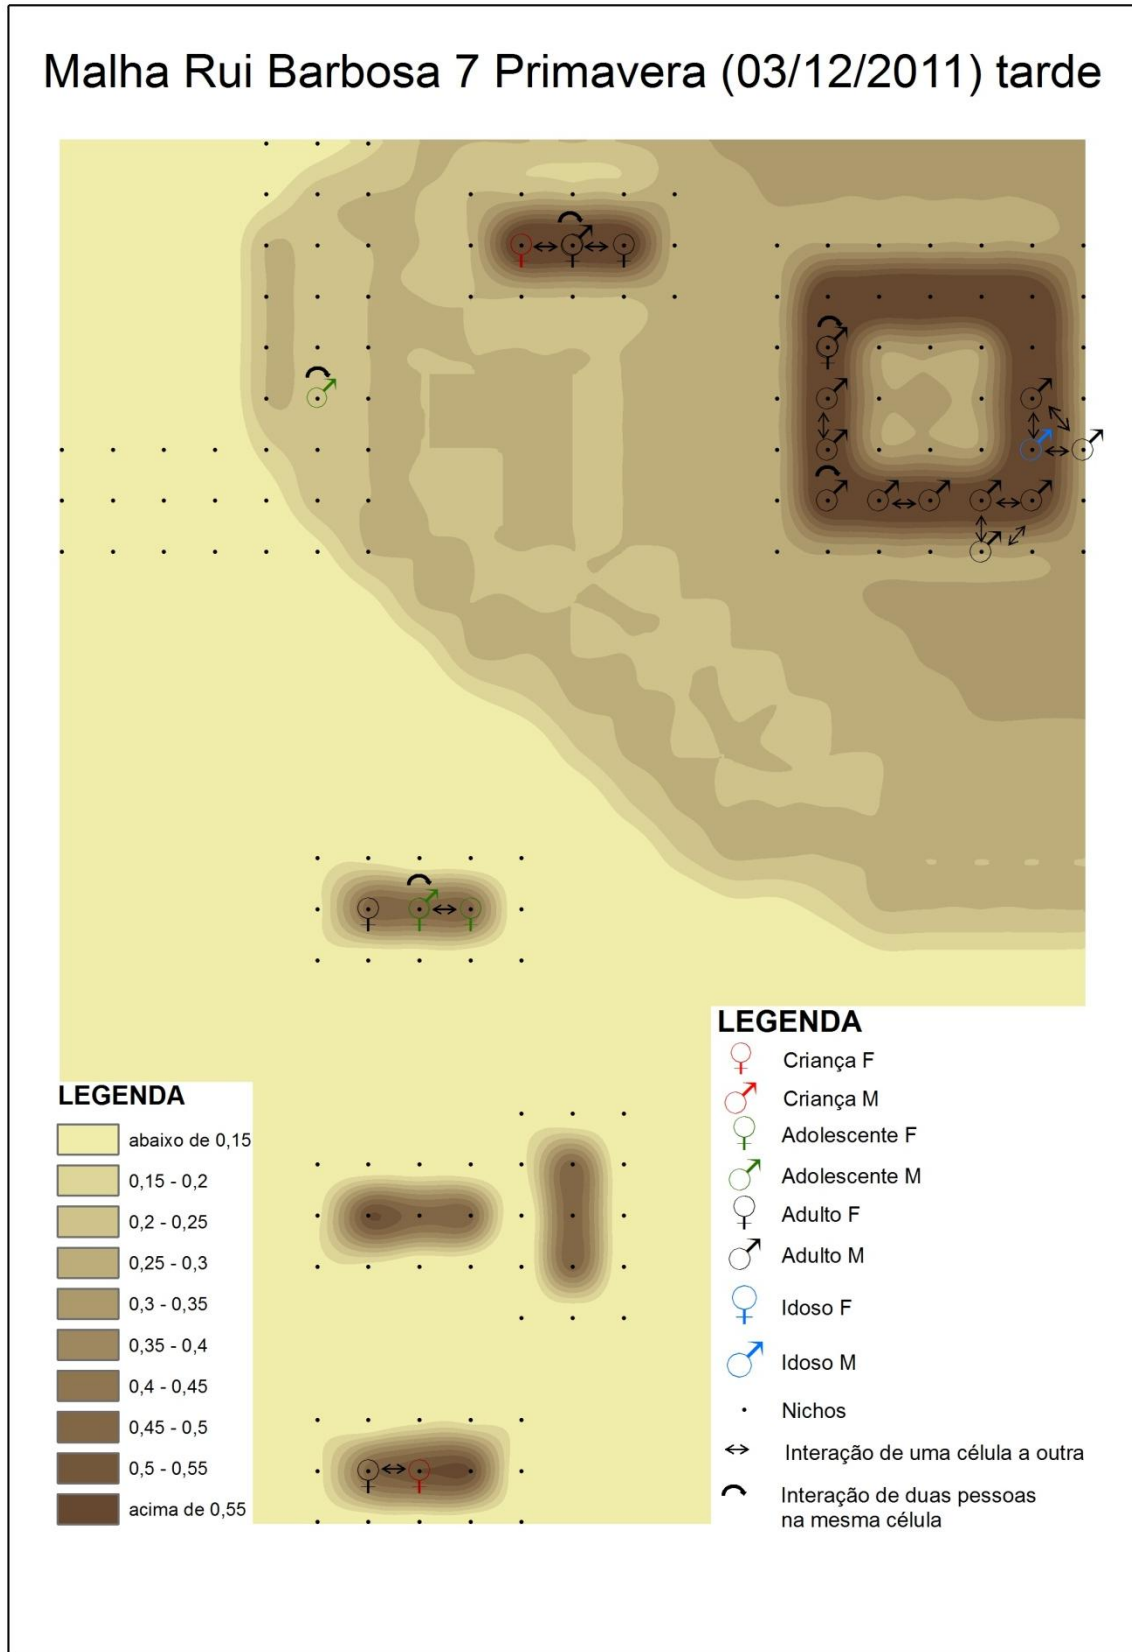 Malha Rui Barbosa 7 Primavera (03/12/2011) tarde
LEGENDA
abaixo de 0,15
0,15 - 0,2
0,2 - 0,25
0,25 - 0,3
0,3 - 0,35
0,35 - 0,4
0,4 - 0,45
0,45 - 0,5
0,5 - 0,55
acima de 0,55
LEGENDA
Criança F
Criança M
Adolescente F
Adolescente M
Adulto F
Adulto M
Idoso F
Idoso M
Nichos
Interação de uma célula a outra
Interação de duas pessoas
na mesma célula